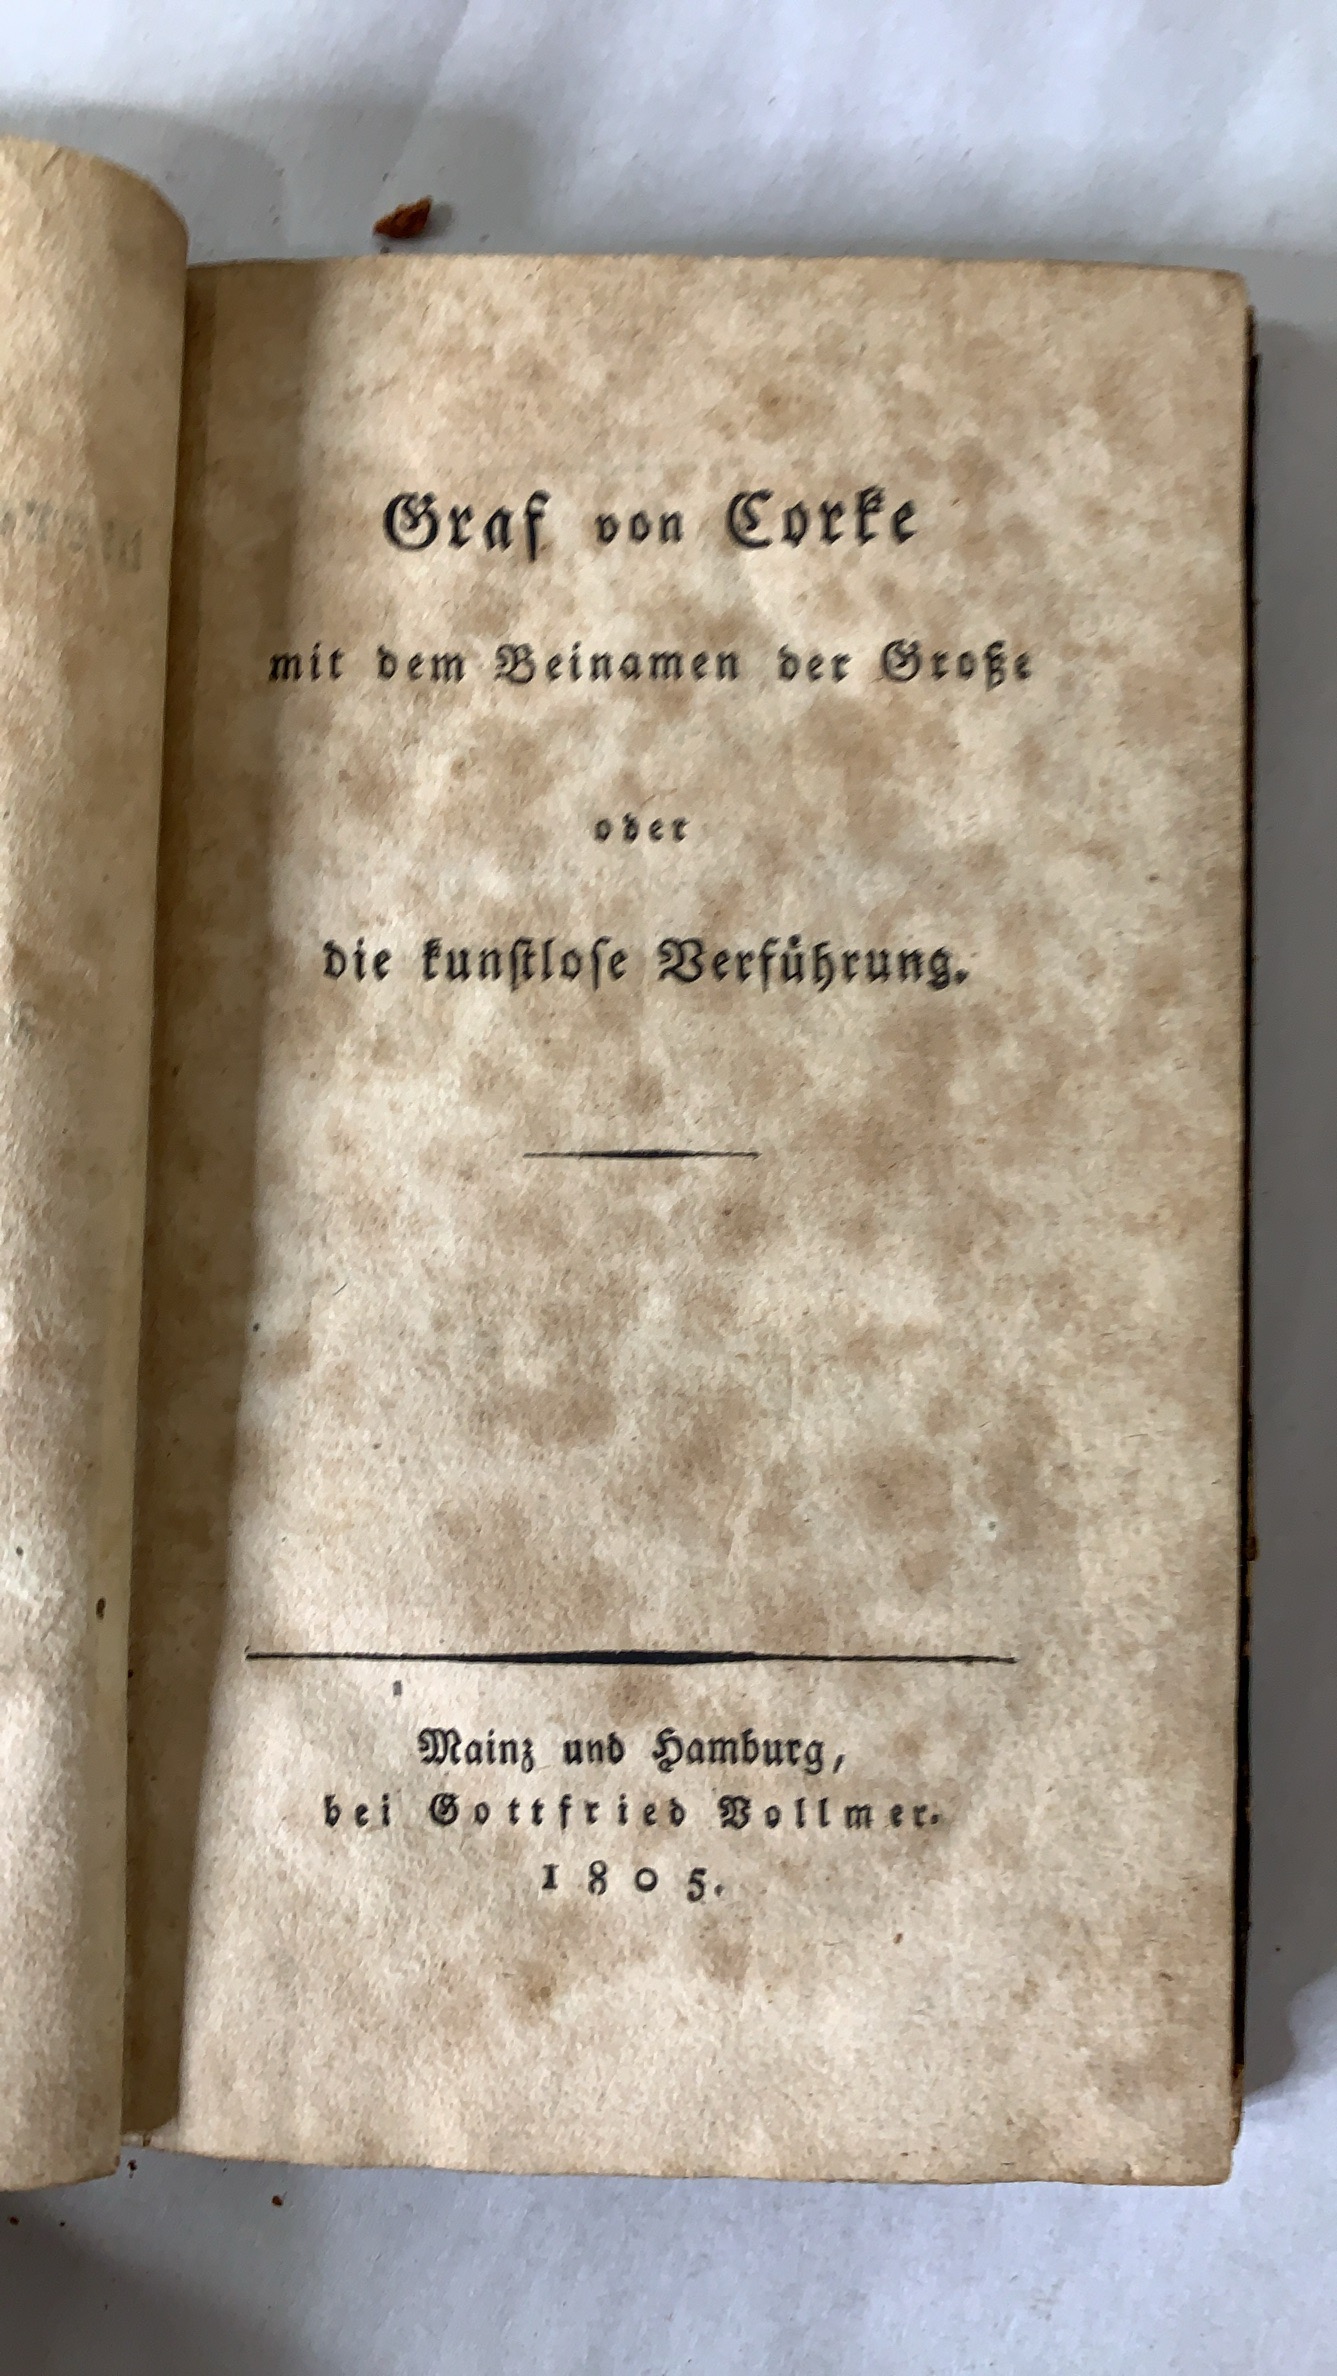 Graf von Corke
mit dem Beinamen der Große
oder
die kunstlose Verführung.
Mainz und Hamburg,
bei Gottfried Vollmer.
1805.